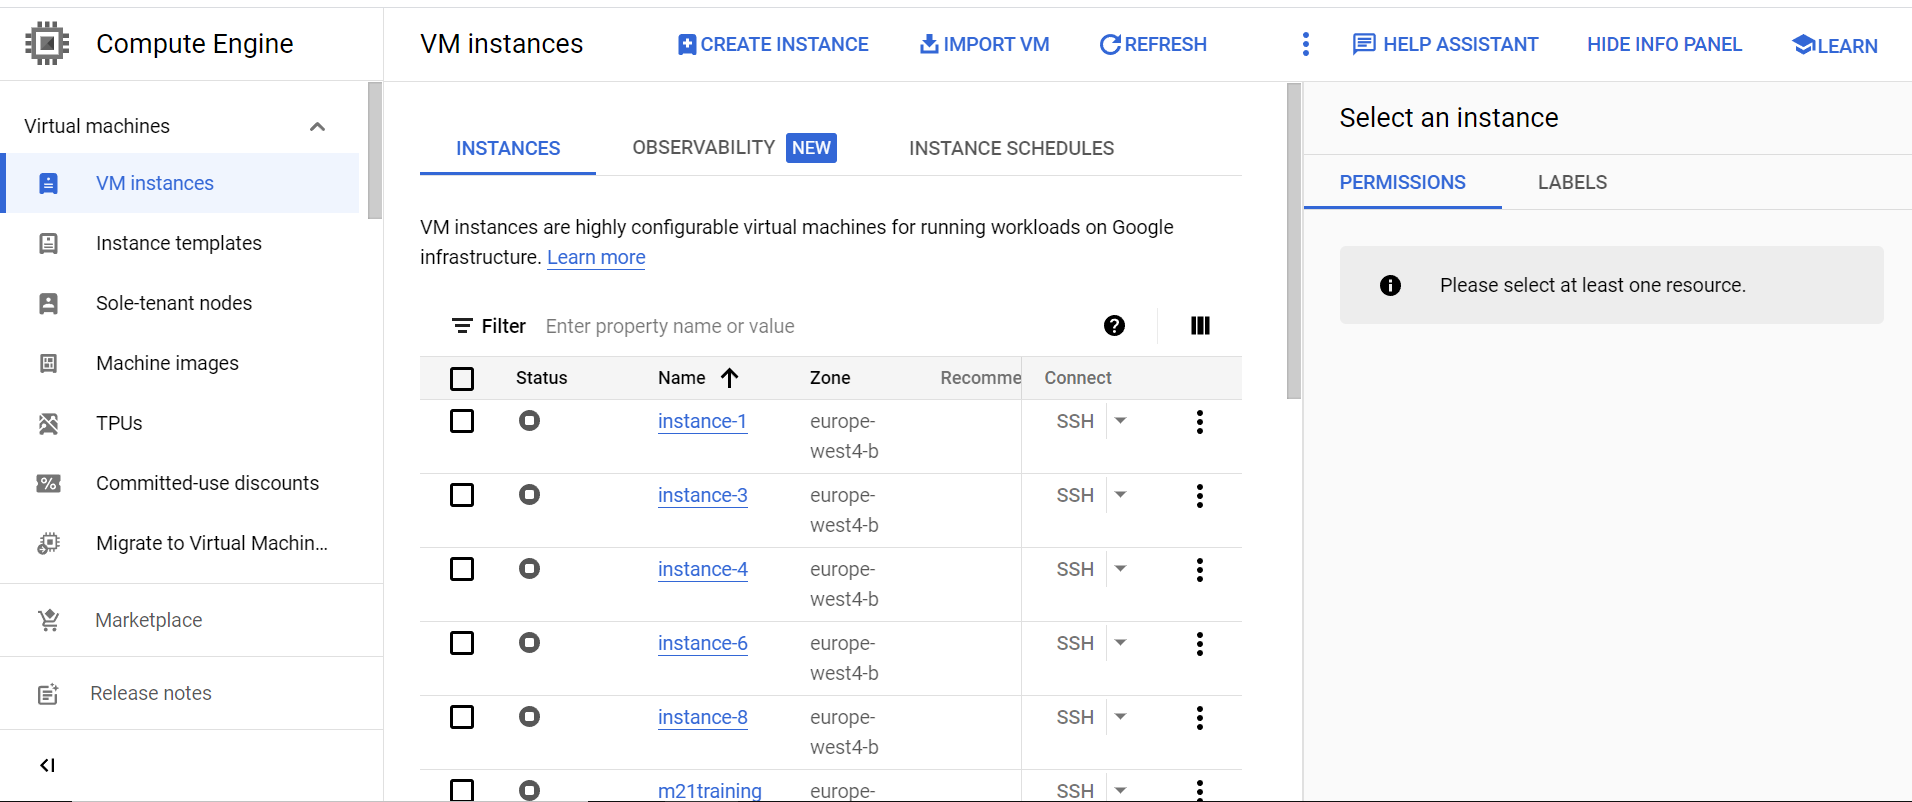 Compute Engine
VM instances
CREATE INSTANCE
IMPORT VM
REFRESH
HELP ASSISTANT
HIDE INFO PANEL
LEARN
Virtual machines
VM instances
Instance templates
Sole-tenant nodes
Machine images
TPUs
Committed-use discounts
Migrate to Virtual Machin...
Marketplace
Release notes
INSTANCES
OBSERVABILITY NEW
INSTANCE SCHEDULES
VM instances are highly configurable virtual machines for running workloads on Google
infrastructure. Learn more
Filter Enter property name or value
Status Name Zone Recomme Connect
instance-1 europe- SSH
west4-b
instance-3 europe- SSH
west4-b
instance-4 europe- SSH
west4-b
instance-6 europe- SSH
west4-b
instance-8 europe- SSH
west4-b
m21training europe- SSH
Select an instance
PERMISSIONS
LABELS
Please select at least one resource.